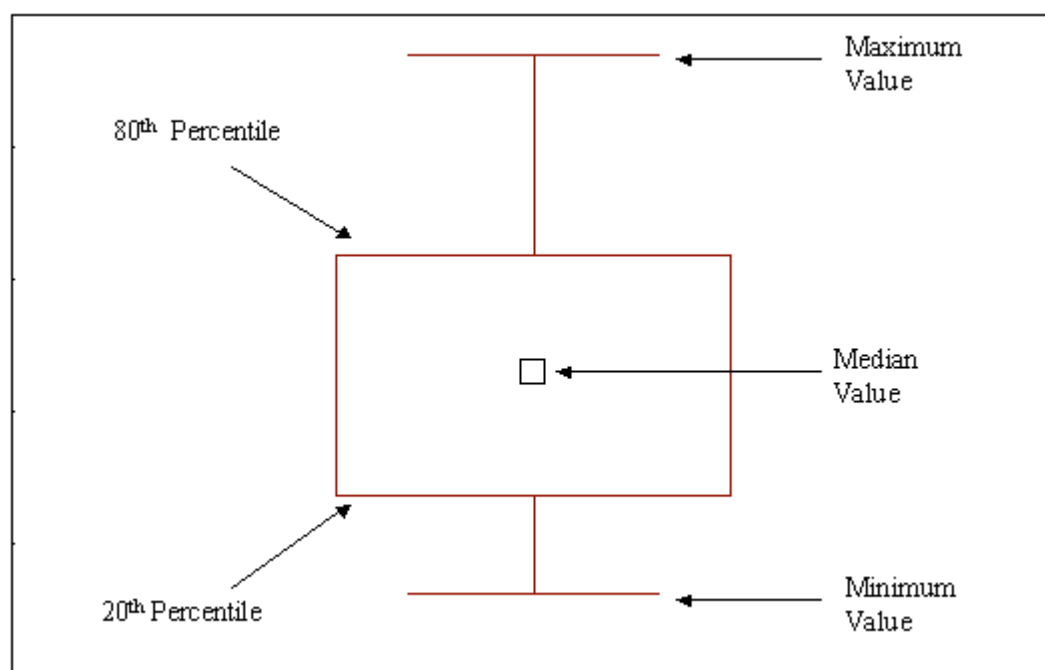 Maximum
Value
80th Percentile
Median
Value
20th Percentile
Minimum
Value